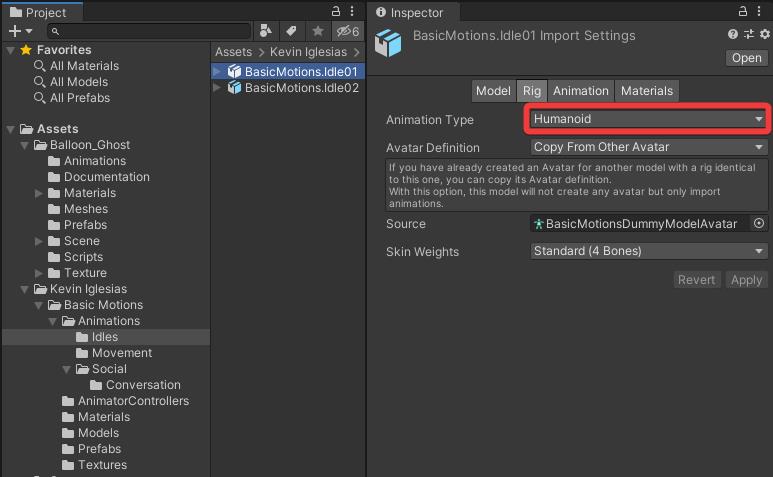 Project
Favorites
All Materials
All Models
All Prefabs
Assets
Balloon_Ghost
Animations
Documentation
Materials
Meshes
Prefabs
Scene
Scripts
Texture
Kevin Iglesias
Basic Motions
Animations
Idles
Movement
Social
Conversation
AnimatorControllers
Materials
Models
Prefabs
Textures
6
Assets Kevin Iglesias
BasicMotions.Idle01
BasicMotions.Idle02
Inspector
BasicMotions.Idle01 Import Settings
Open
Model Rig Animation Materials
Animation Type Humanoid
Avatar Definition Copy From Other Avatar
If you have already created an Avatar for another model with a rig identical
to this one, you can copy its Avatar definition.
With this option, this model will not create any avatar but only import
animations.
Source BasicMotionsDummyModelAvatar
Skin Weights Standard (4 Bones)
Revert Apply